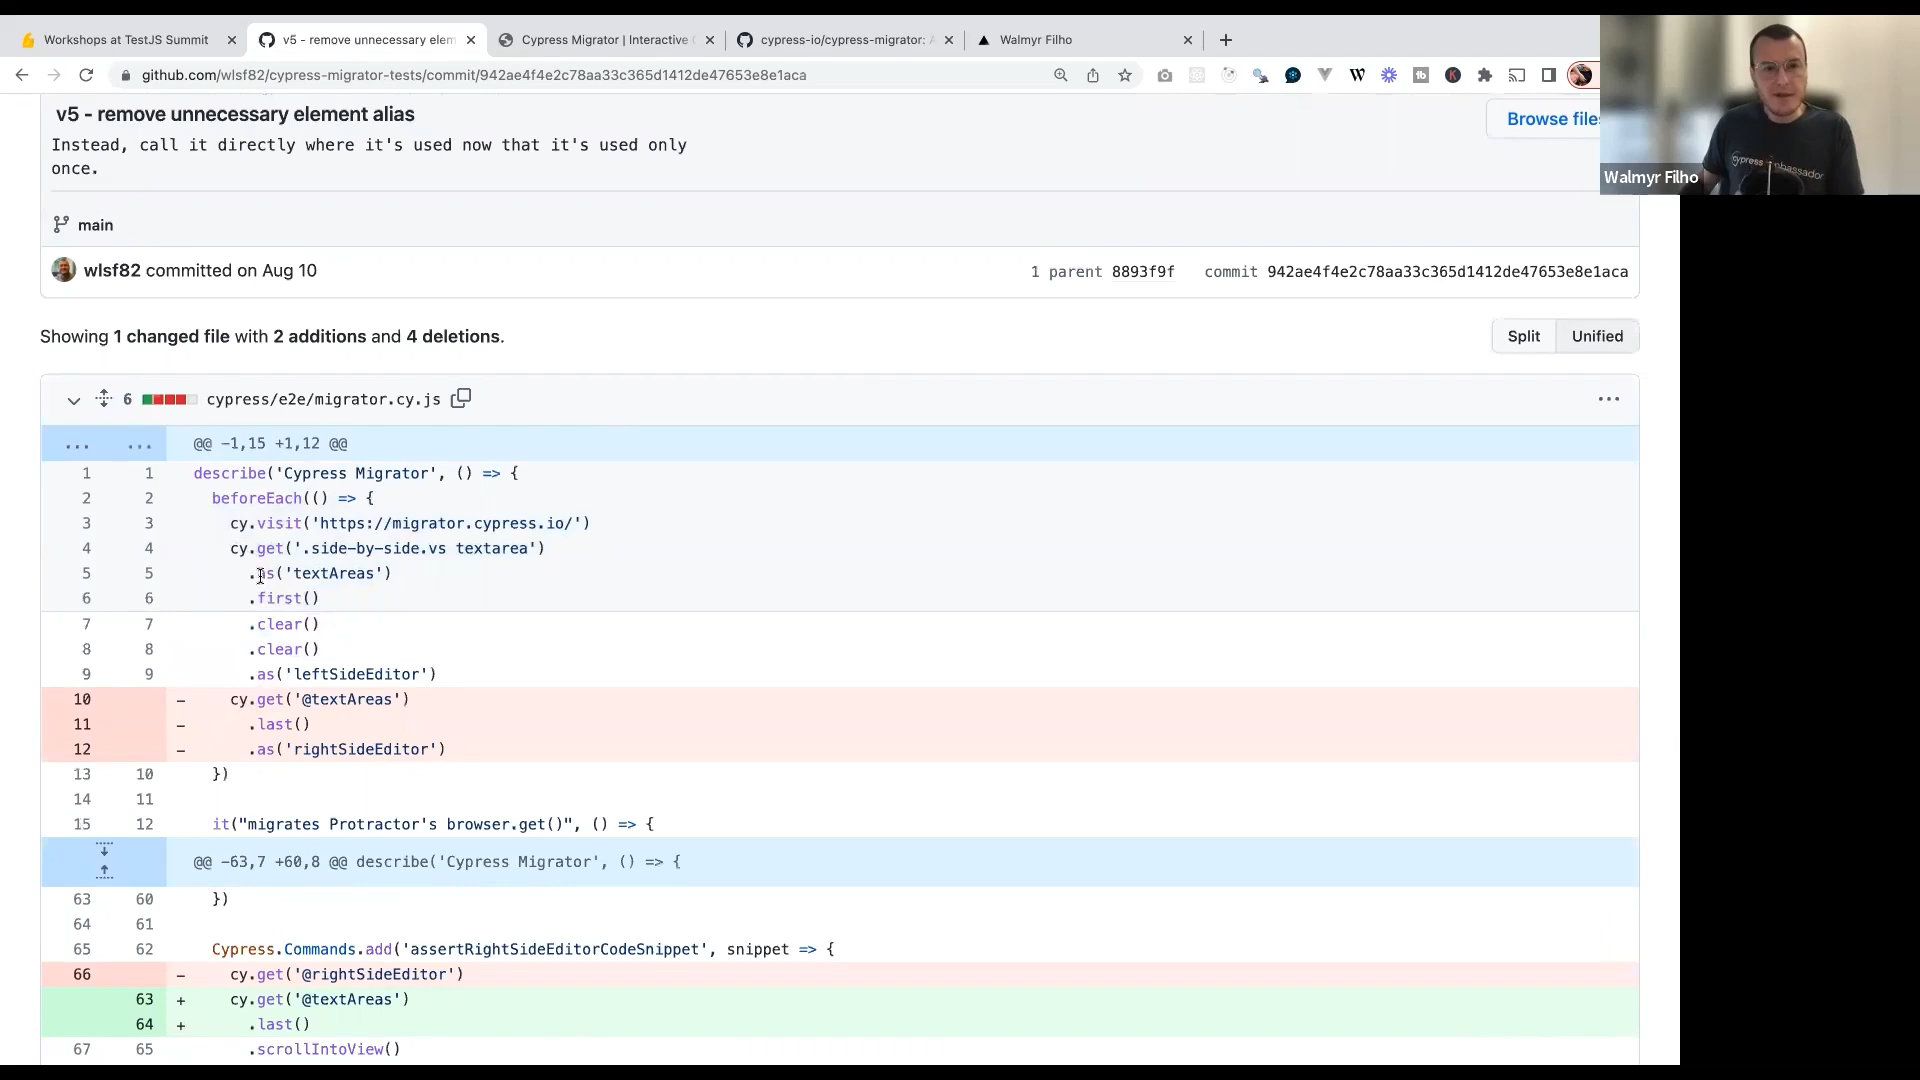 Workshops at TestJS Summit
v5 - remove unnecessary elem
Cypress Migrator | Interactive
cypress-io/cypress-migrator:
Walmyr Filho
github.com/wlsf82/cypress-migrator-tests/commit/942ae4f4e2c78aa33c365d1412de47653e8e1aca
v5 - remove unnecessary element alias
Browse files
Walmyr Filho
Instead, call it directly where it's used now that it's used only
once.
main
wlsf82 committed on Aug 10
1 parent 8893f9f commit 942ae4f4e2c78aa33c365d1412de47653e8e1aca
Showing 1 changed file with 2 additions and 4 deletions.
Split Unified
6 cypress/e2e/migrator.cy.js
... ... @@ -1,15 +1,12 @@
1 1 describe('Cypress Migrator', () => {
2 2 beforeEach(() => {
3 3 cy.visit('https://migrator.cypress.io/')
4 4 cy.get('.side-by-side.vs textarea')
5 5 .as('textAreas')
6 6 .first()
7 7 .clear()
8 8 .clear()
9 9 .as('leftSideEditor')
10 - cy.get('@textAreas')
11 - .last()
12 - .as('rightSideEditor')
13 10 })
14 11
15 12 it("migrates Protractor's browser.get()", () => {
@@ -63,7 +60,8 @@ describe('Cypress Migrator', () => {
63 60 })
64 61
65 62 Cypress.Commands.add('assertRightSideEditorCodeSnippet', snippet => {
66 - cy.get('@rightSideEditor')
63 + cy.get('@textAreas')
64 + .last()
67 65 .scrollIntoView()